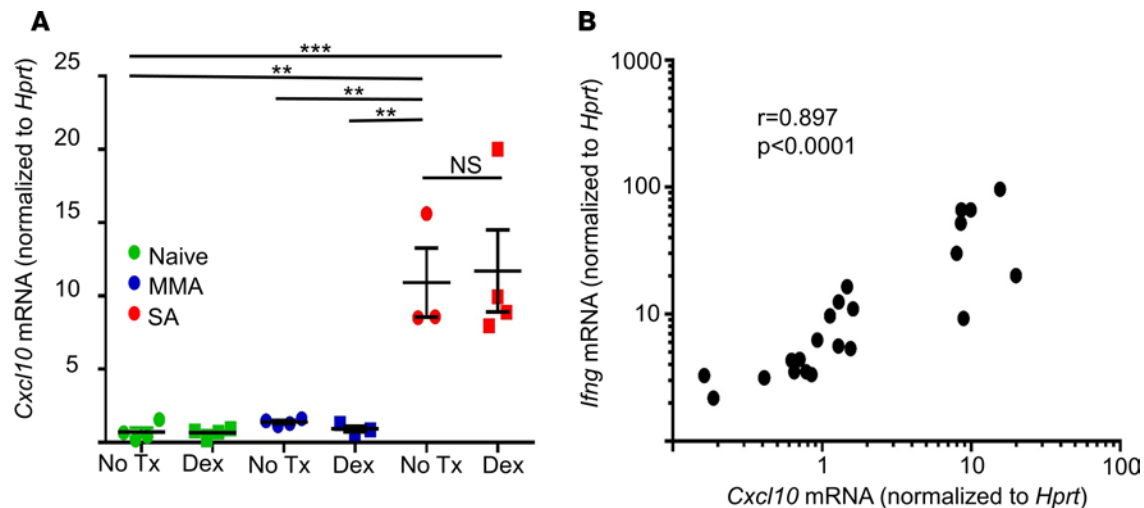 A
Cxcl10 mRNA (normalized to Hprt)
25
20
15
10
5
0
***
**
**
**
NS
Naive
MMA
SA
No Tx Dex No Tx Dex No Tx Dex
B
Ifng mRNA (normalized to Hprt)
1000
100
10
r=0.897
p<0.0001
1 10 100
Cxcl10 mRNA (normalized to Hprt)